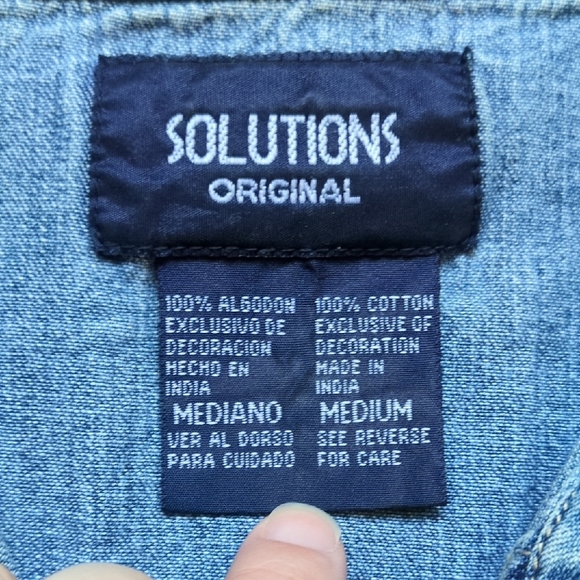 SOLUTIONS
ORIGINAL
100% ALGODON
EXCLUSIVO DE
DECORACION
HECHO EN
INDIA
MEDIANO
VER AL DORSO
PARA CUIDADO
100% COTTON
EXCLUSIVE OF
DECORATION
MADE IN
INDIA
MEDIUM
SEE REVERSE
FOR CARE